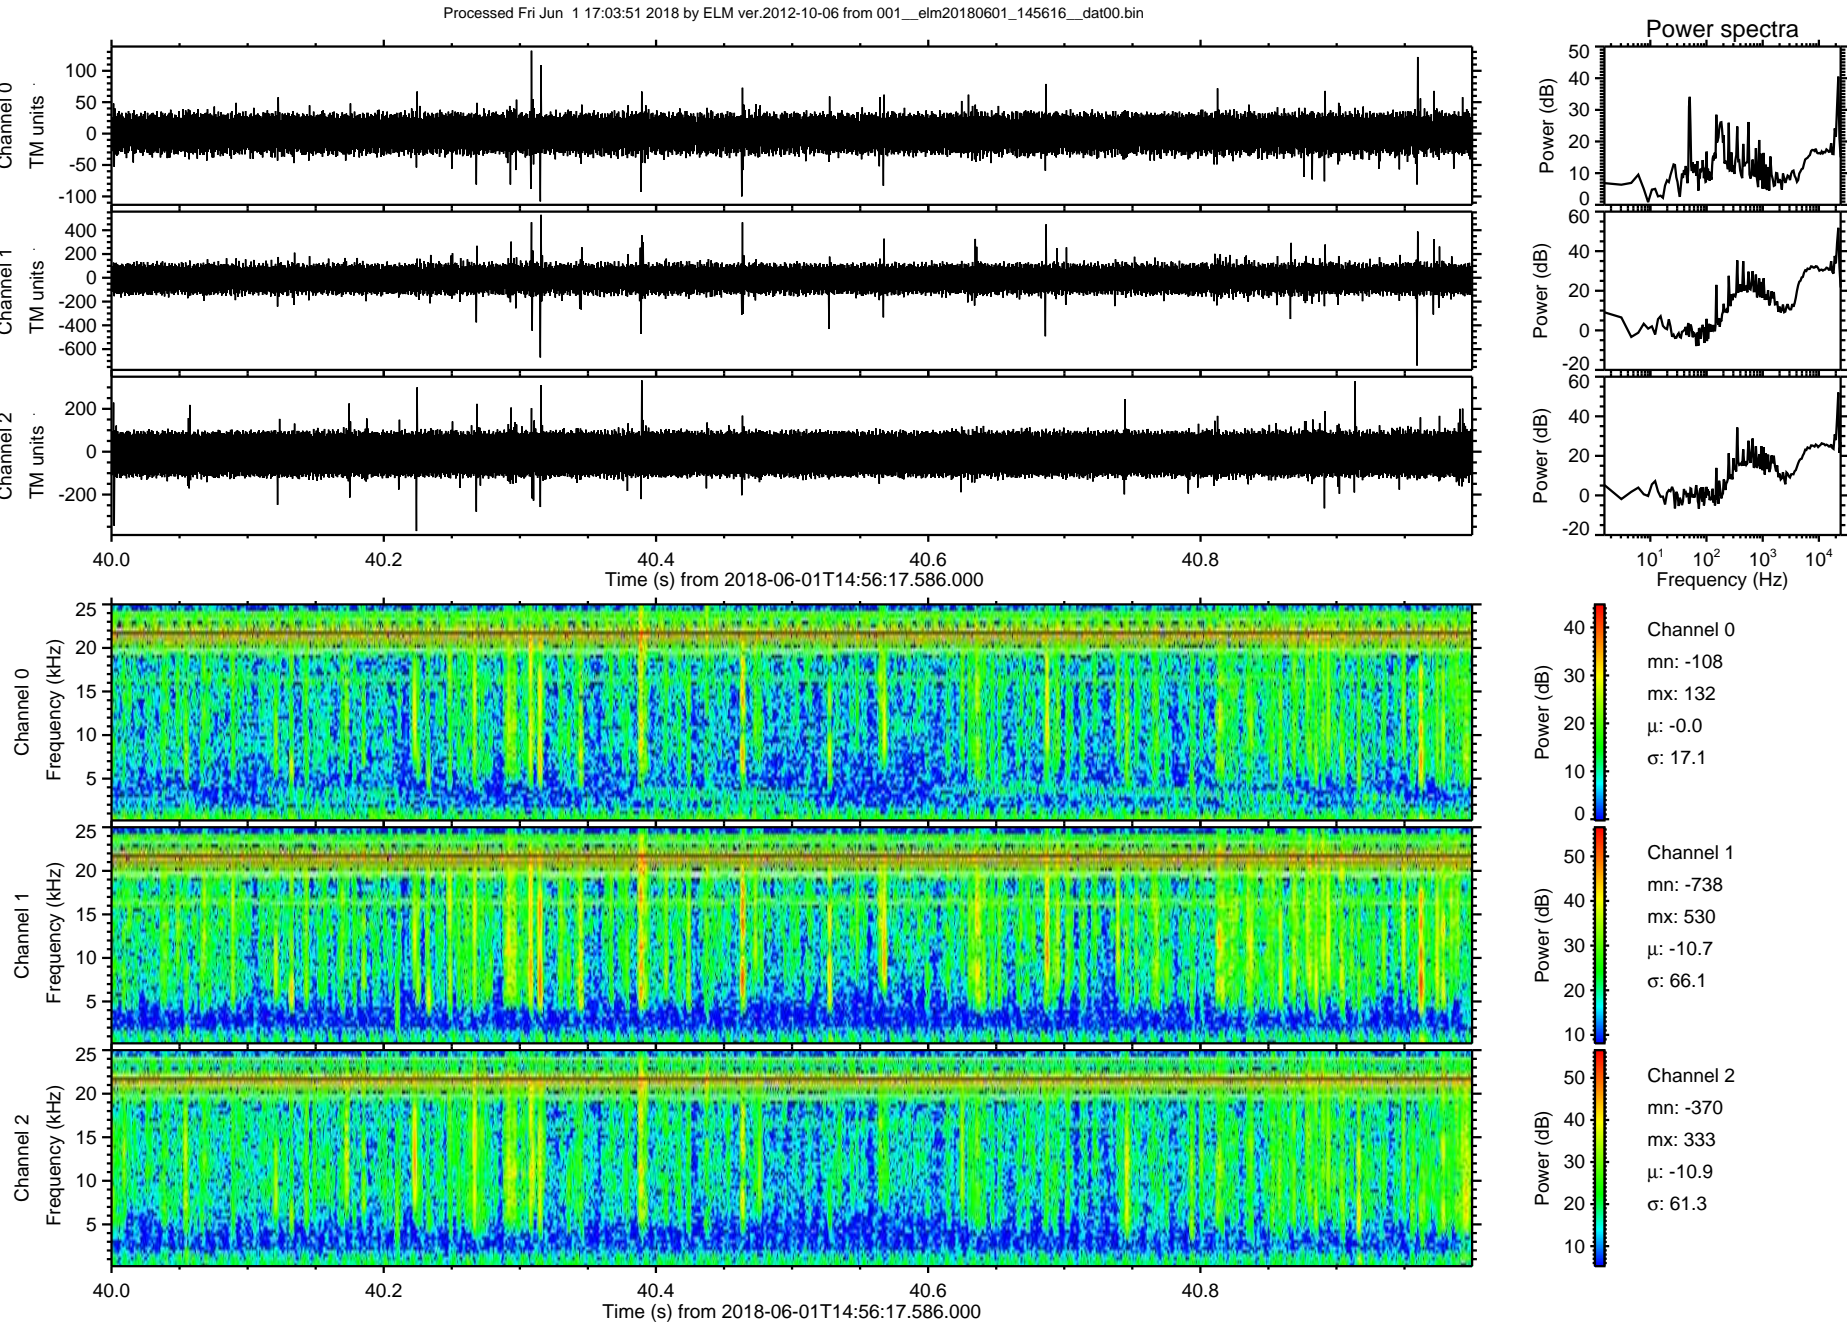 Processed Fri Jun  1 17:03:51 2018 by ELM ver.2012-10-06 from 001__elm20180601_145616__dat00.bin
Power spectra
Channel 0
TM units
100
50
0
-50
-100
Power (dB)
50
40
30
20
10
0
Channel 1
TM units
400
200
0
-200
-400
-600
Power (dB)
60
40
20
0
-20
Channel 2
TM units
200
0
-200
Power (dB)
60
40
20
0
-20
40.0 40.2 40.4 40.6 40.8
Time (s) from 2018-06-01T14:56:17.586.000
10^1 10^2 10^3 10^4
Frequency (Hz)
Channel 0
Frequency (kHz)
25
20
15
10
5
Power (dB)
40
30
20
10
0
Channel 0
mn: -108
mx: 132
μ: -0.0
σ: 17.1
Channel 1
Frequency (kHz)
25
20
15
10
5
Power (dB)
50
40
30
20
10
Channel 1
mn: -738
mx: 530
μ: -10.7
σ: 66.1
Channel 2
Frequency (kHz)
25
20
15
10
5
Power (dB)
50
40
30
20
10
Channel 2
mn: -370
mx: 333
μ: -10.9
σ: 61.3
40.0 40.2 40.4 40.6 40.8
Time (s) from 2018-06-01T14:56:17.586.000